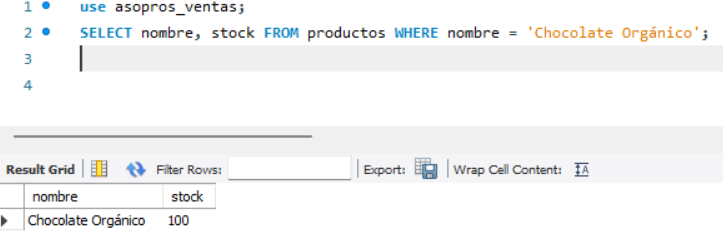 1 use asopros_ventas;
2 SELECT nombre, stock FROM productos WHERE nombre = 'Chocolate Orgánico';
3
4
Result Grid Filter Rows: Export: Wrap Cell Content: IA
nombre stock
Chocolate Orgánico 100